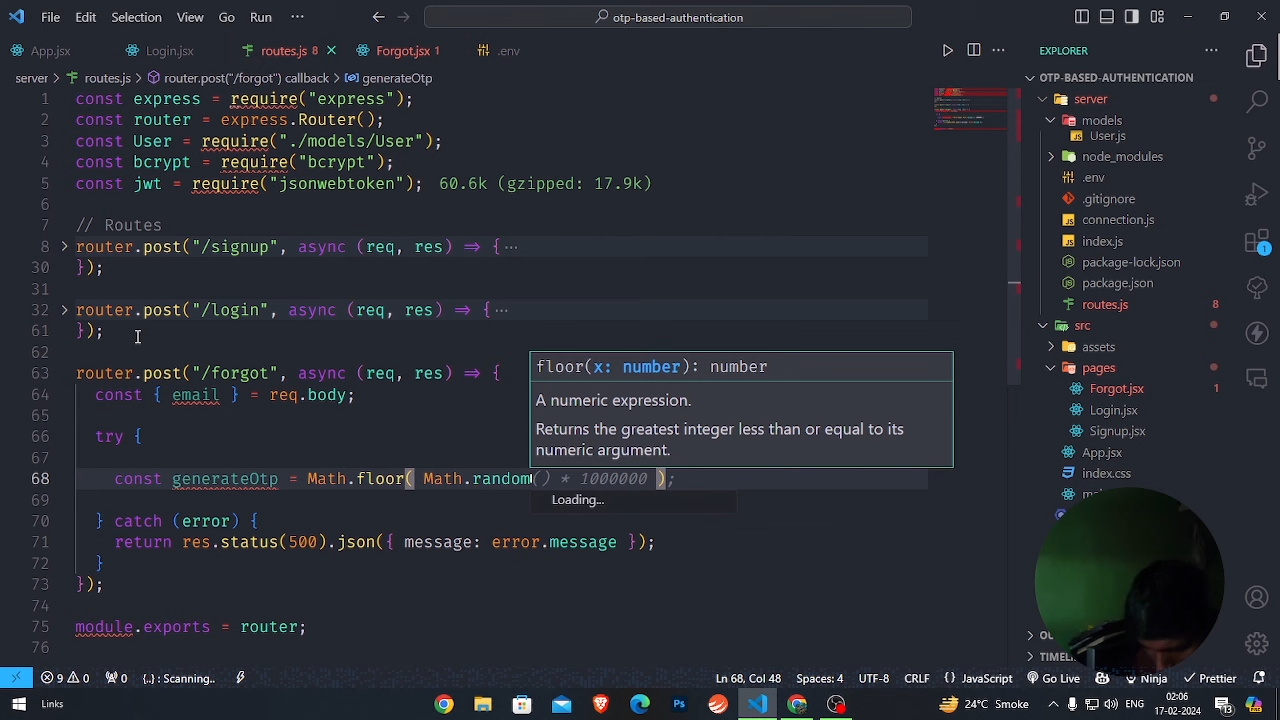 File Edit Selection View Go Run ··· otp-based-authentication
App.jsx Login.jsx routes.js 8 Forgot.jsx 1 .env
EXPLORER
server > routes.js > router.post("/forgot") callback > generateOtp
1 const express = require("express");
2 const router = express.Router();
3 const User = require("./models/User");
4 const bcrypt = require("bcrypt");
5 const jwt = require("jsonwebtoken"); 60.6k (gzipped: 17.9k)
6
7 // Routes
8 router.post("/signup", async (req, res) => { ···
30 });
31
32 router.post("/login", async (req, res) => { ···
61 });
62
63 router.post("/forgot", async (req, res) => {
64 const { email } = req.body;
65
66 try {
67
68 const generateOtp = Math.floor( Math.random() * 1000000 );
69
70 } catch (error) {
71 return res.status(500).json({ message: error.message });
72 }
73 });
74
75 module.exports = router;
76
floor(x: number): number
A numeric expression.
Returns the greatest integer less than or equal to its
numeric argument.
Loading...
OTP-BASED-AUTHENTICATION
server
models
User.js
node_modules
.env
.gitignore
connection.js
index.js
package-lock.json
package.json
routes.js 8
src
assets
pages
Forgot.jsx 1
Login.jsx
Signup.jsx
App.jsx
TIMELINE
1
9 0 0 {..}: Scanning.. Ln 68, Col 48 Spaces: 4 UTF-8 CRLF {} JavaScript Go Live Ninja Prettier
Links 24°C Smoke 02:06
17-02-2026